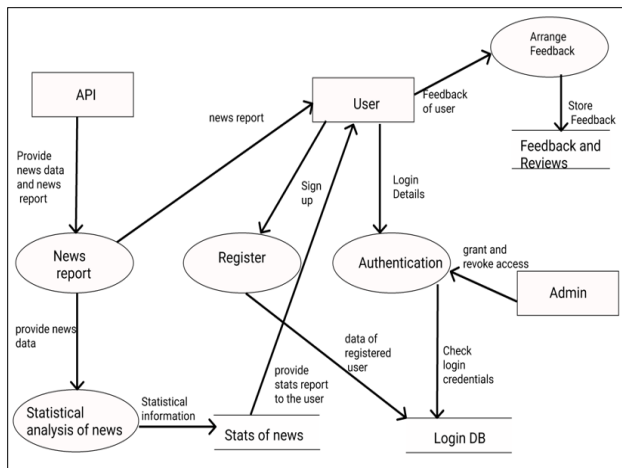 Arrange
Feedback
API
User
Feedback
of user
Store
Feedback
news report
Feedback and
Reviews
Provide
news data
and news
report
Sign
up
Login
Details
News
report
Register
Authentication
grant and
revoke access
Admin
provide news
data
data of
registered
user
Check
login
credentials
provide
stats report
to the user
Statistical
analysis of news
Statistical
information
Stats of news
Login DB